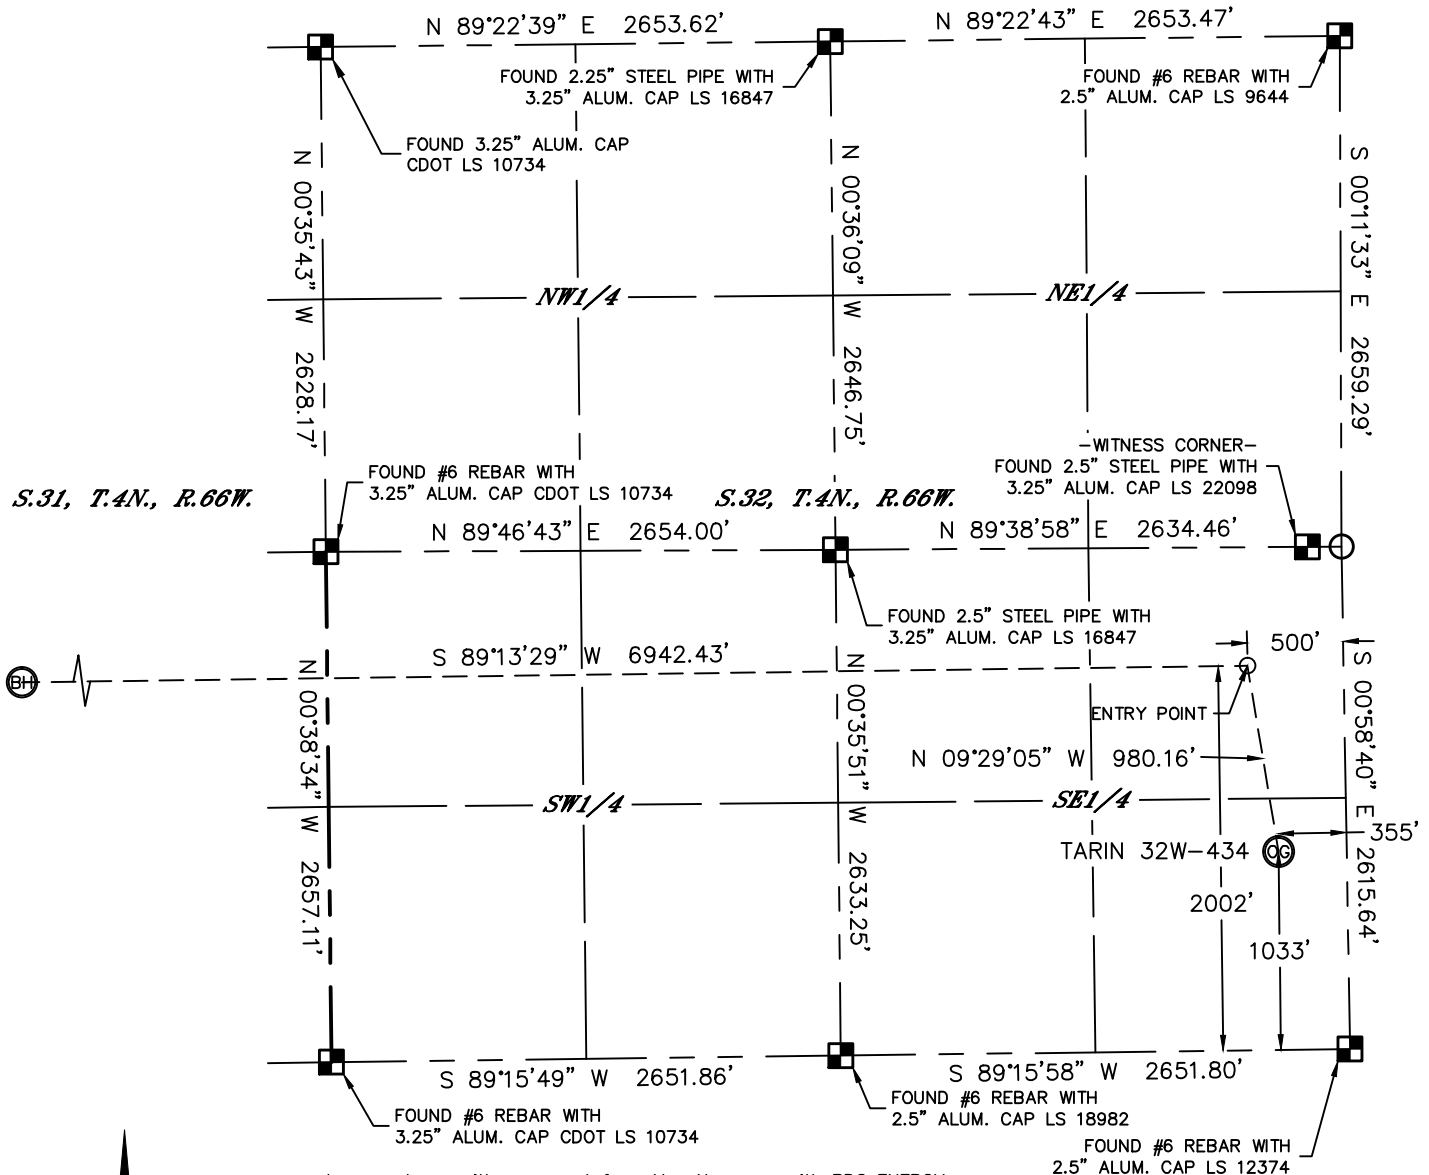 N 89°22'39" E 2653.62'
N 89°22'43" E 2653.47'
FOUND 2.25" STEEL PIPE WITH
3.25" ALUM. CAP LS 16847
FOUND #6 REBAR WITH
2.5" ALUM. CAP LS 9644
FOUND 3.25" ALUM. CAP
CDOT LS 10734
N 00°35'43" W 2628.17'
N 00°36'09" W 2646.75'
S 00°11'33" E 2659.29'
NW1/4
NE1/4
-WITNESS CORNER-
FOUND 2.5" STEEL PIPE WITH
3.25" ALUM. CAP LS 22098
FOUND #6 REBAR WITH
3.25" ALUM. CAP CDOT LS 10734
S.31, T.4N., R.66W.
S.32, T.4N., R.66W.
N 89°46'43" E 2654.00'
N 89°38'58" E 2634.46'
FOUND 2.5" STEEL PIPE WITH
3.25" ALUM. CAP LS 16847
500'
S 89°13'29" W 6942.43'
BH
ENTRY POINT
N 00°38'34" W 2657.11'
N 00°35'51" W 2633.25'
S 00°58'40" E 2615.64'
N 09°29'05" W 980.16'
SW1/4
SE1/4
355'
TARIN 32W-434
OG
2002'
1033'
S 89°15'49" W 2651.86'
S 89°15'58" W 2651.80'
FOUND #6 REBAR WITH
2.5" ALUM. CAP LS 18982
FOUND #6 REBAR WITH
3.25" ALUM. CAP CDOT LS 10734
FOUND #6 REBAR WITH
2.5" ALUM. CAP LS 12374